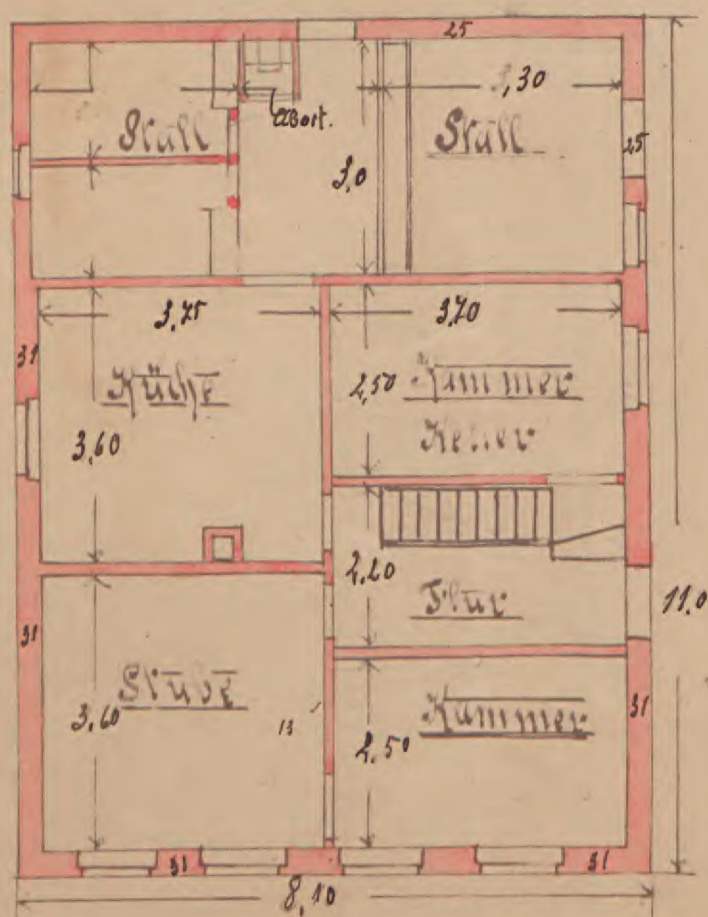 25
3,30
Stall
Abort.
Stall
25
3,0
3,75
3,70
31
Küche
2,50
Kammer
Keller
3,60
2,20
Flur
11,0
31
Stube
3,60
13
Kammer
31
2,50
31
31
8,10